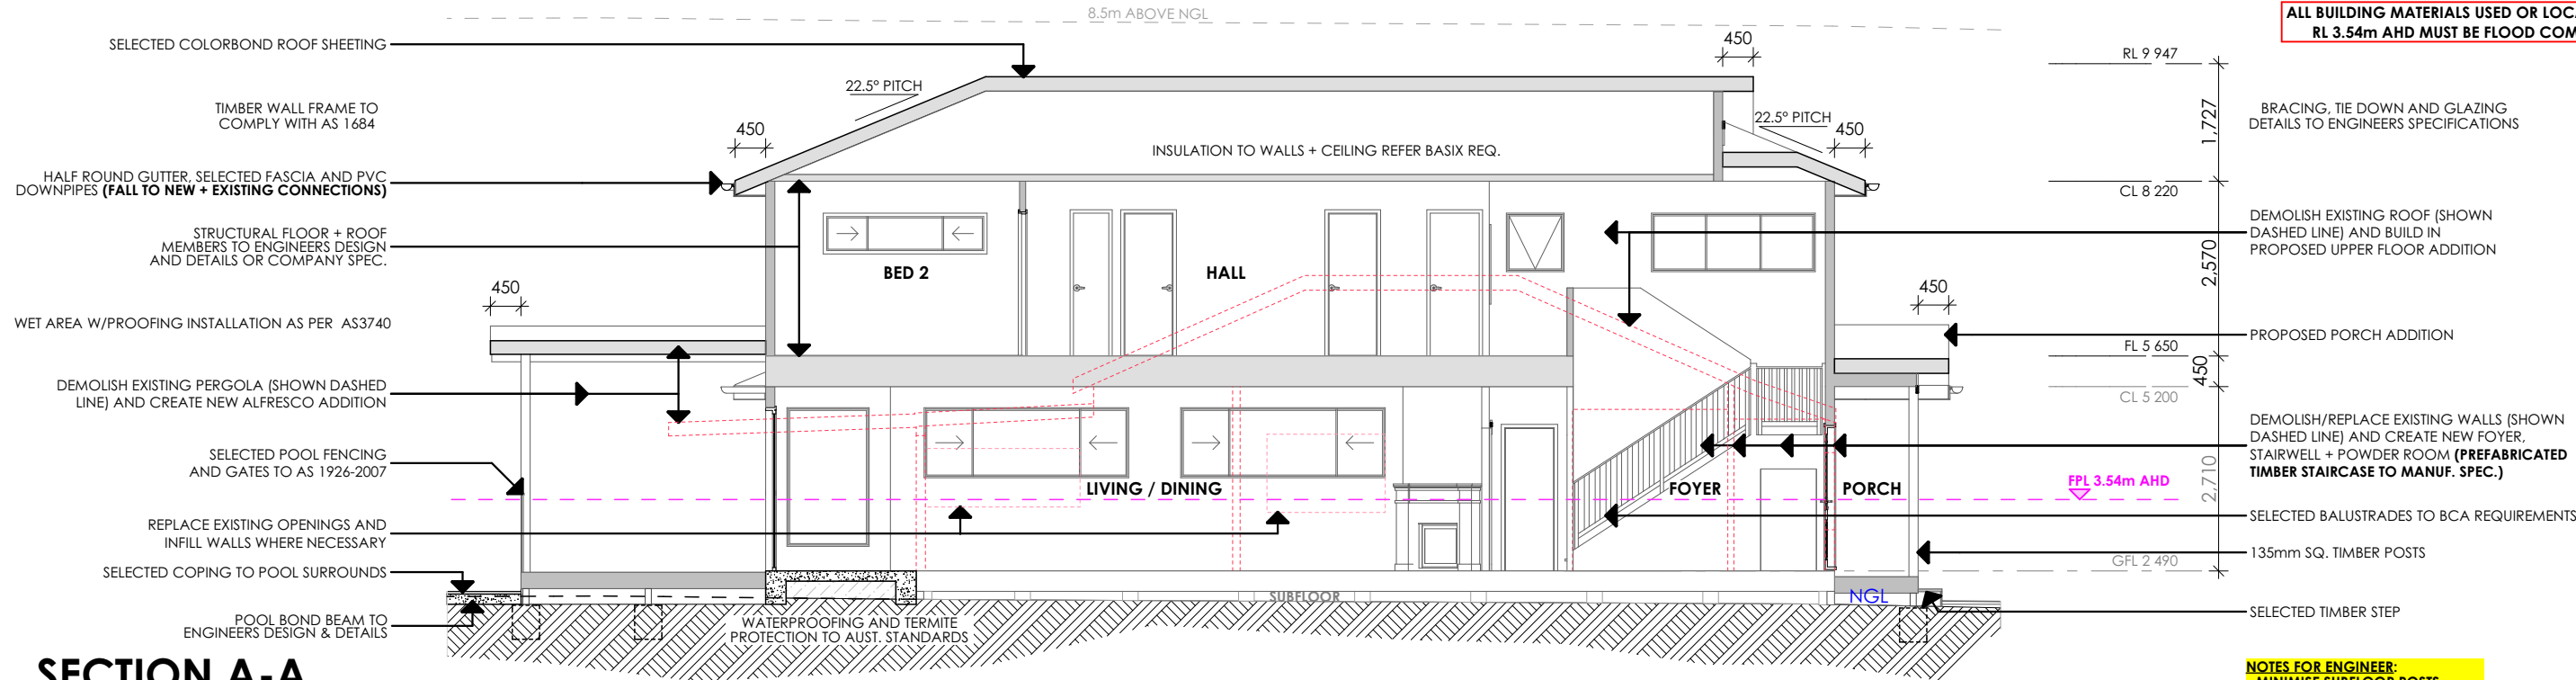 8.5m ABOVE NGL
ALL BUILDING MATERIALS USED OR
RL 3.54m AHD MUST BE FLOOD
SELECTED COLORBOND ROOF SHEETING
TIMBER WALL FRAME TO
COMPLY WITH AS 1684
HALF ROUND GUTTER, SELECTED FASCIA AND PVC
DOWNPIPES (FALL TO NEW + EXISTING CONNECTIONS)
STRUCTURAL FLOOR + ROOF
MEMBERS TO ENGINEERS DESIGN
AND DETAILS OR COMPANY SPEC.
WET AREA W/PROOFING INSTALLATION AS PER AS3740
DEMOLISH EXISTING PERGOLA (SHOWN DASHED
LINE) AND CREATE NEW ALFRESCO ADDITION
SELECTED POOL FENCING
AND GATES TO AS 1926-2007
REPLACE EXISTING OPENINGS AND
INFILL WALLS WHERE NECESSARY
SELECTED COPING TO POOL SURROUNDS
POOL BOND BEAM TO
ENGINEERS DESIGN & DETAILS
SECTION A-A
450
22.5° PITCH
450
450
22.5° PITCH
450
450
INSULATION TO WALLS + CEILING REFER BASIX REQ.
BED 2
HALL
LIVING / DINING
FOYER
PORCH
SUBFLOOR
NGL
WATERPROOFING AND TERMITE
PROTECTION TO AUST. STANDARDS
RL 9 947
1,727
CL 8 220
2,570
FL 5 650
450
CL 5 200
FPL 3.54m AHD
2,710
GFL 2 490
BRACING, TIE DOWN AND GLAZING
DETAILS TO ENGINEERS SPECIFICATIONS
DEMOLISH EXISTING ROOF (SHOWN
DASHED LINE) AND BUILD IN
PROPOSED UPPER FLOOR ADDITION
PROPOSED PORCH ADDITION
DEMOLISH/REPLACE EXISTING WALLS (SHOWN
DASHED LINE) AND CREATE NEW FOYER,
STAIRWELL + POWDER ROOM (PREFABRICATED
TIMBER STAIRCASE TO MANUF. SPEC.)
SELECTED BALUSTRADES TO BCA REQUIREMENTS
135mm SQ. TIMBER POSTS
SELECTED TIMBER STEP
NOTES FOR ENGINEER:
MINIMISE SUBFLOOR POSTS